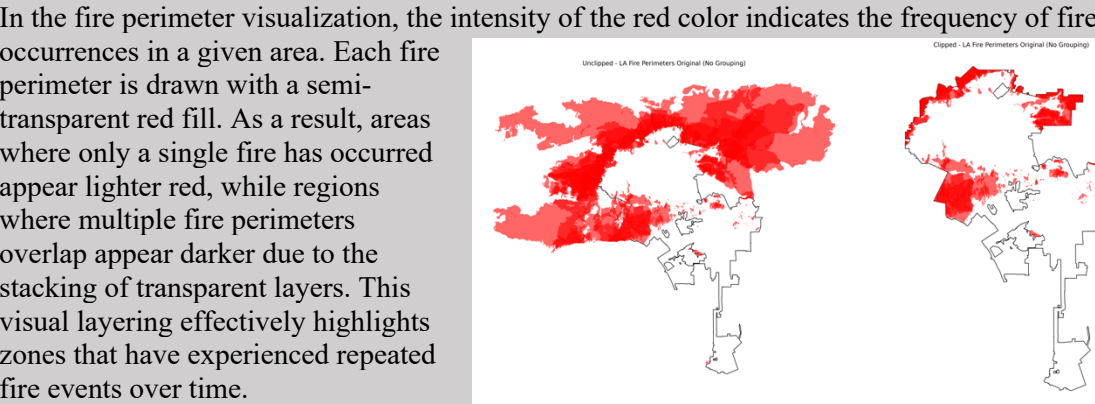 In the fire perimeter visualization, the intensity of the red color indicates the frequency of fire
occurrences in a given area. Each fire
perimeter is drawn with a semi-
transparent red fill. As a result, areas
where only a single fire has occurred
appear lighter red, while regions
where multiple fire perimeters
overlap appear darker due to the
stacking of transparent layers. This
visual layering effectively highlights
zones that have experienced repeated
fire events over time.
Unclipped - LA Fire Perimeters Original (No Grouping)
Clipped - LA Fire Perimeters Original (No Grouping)